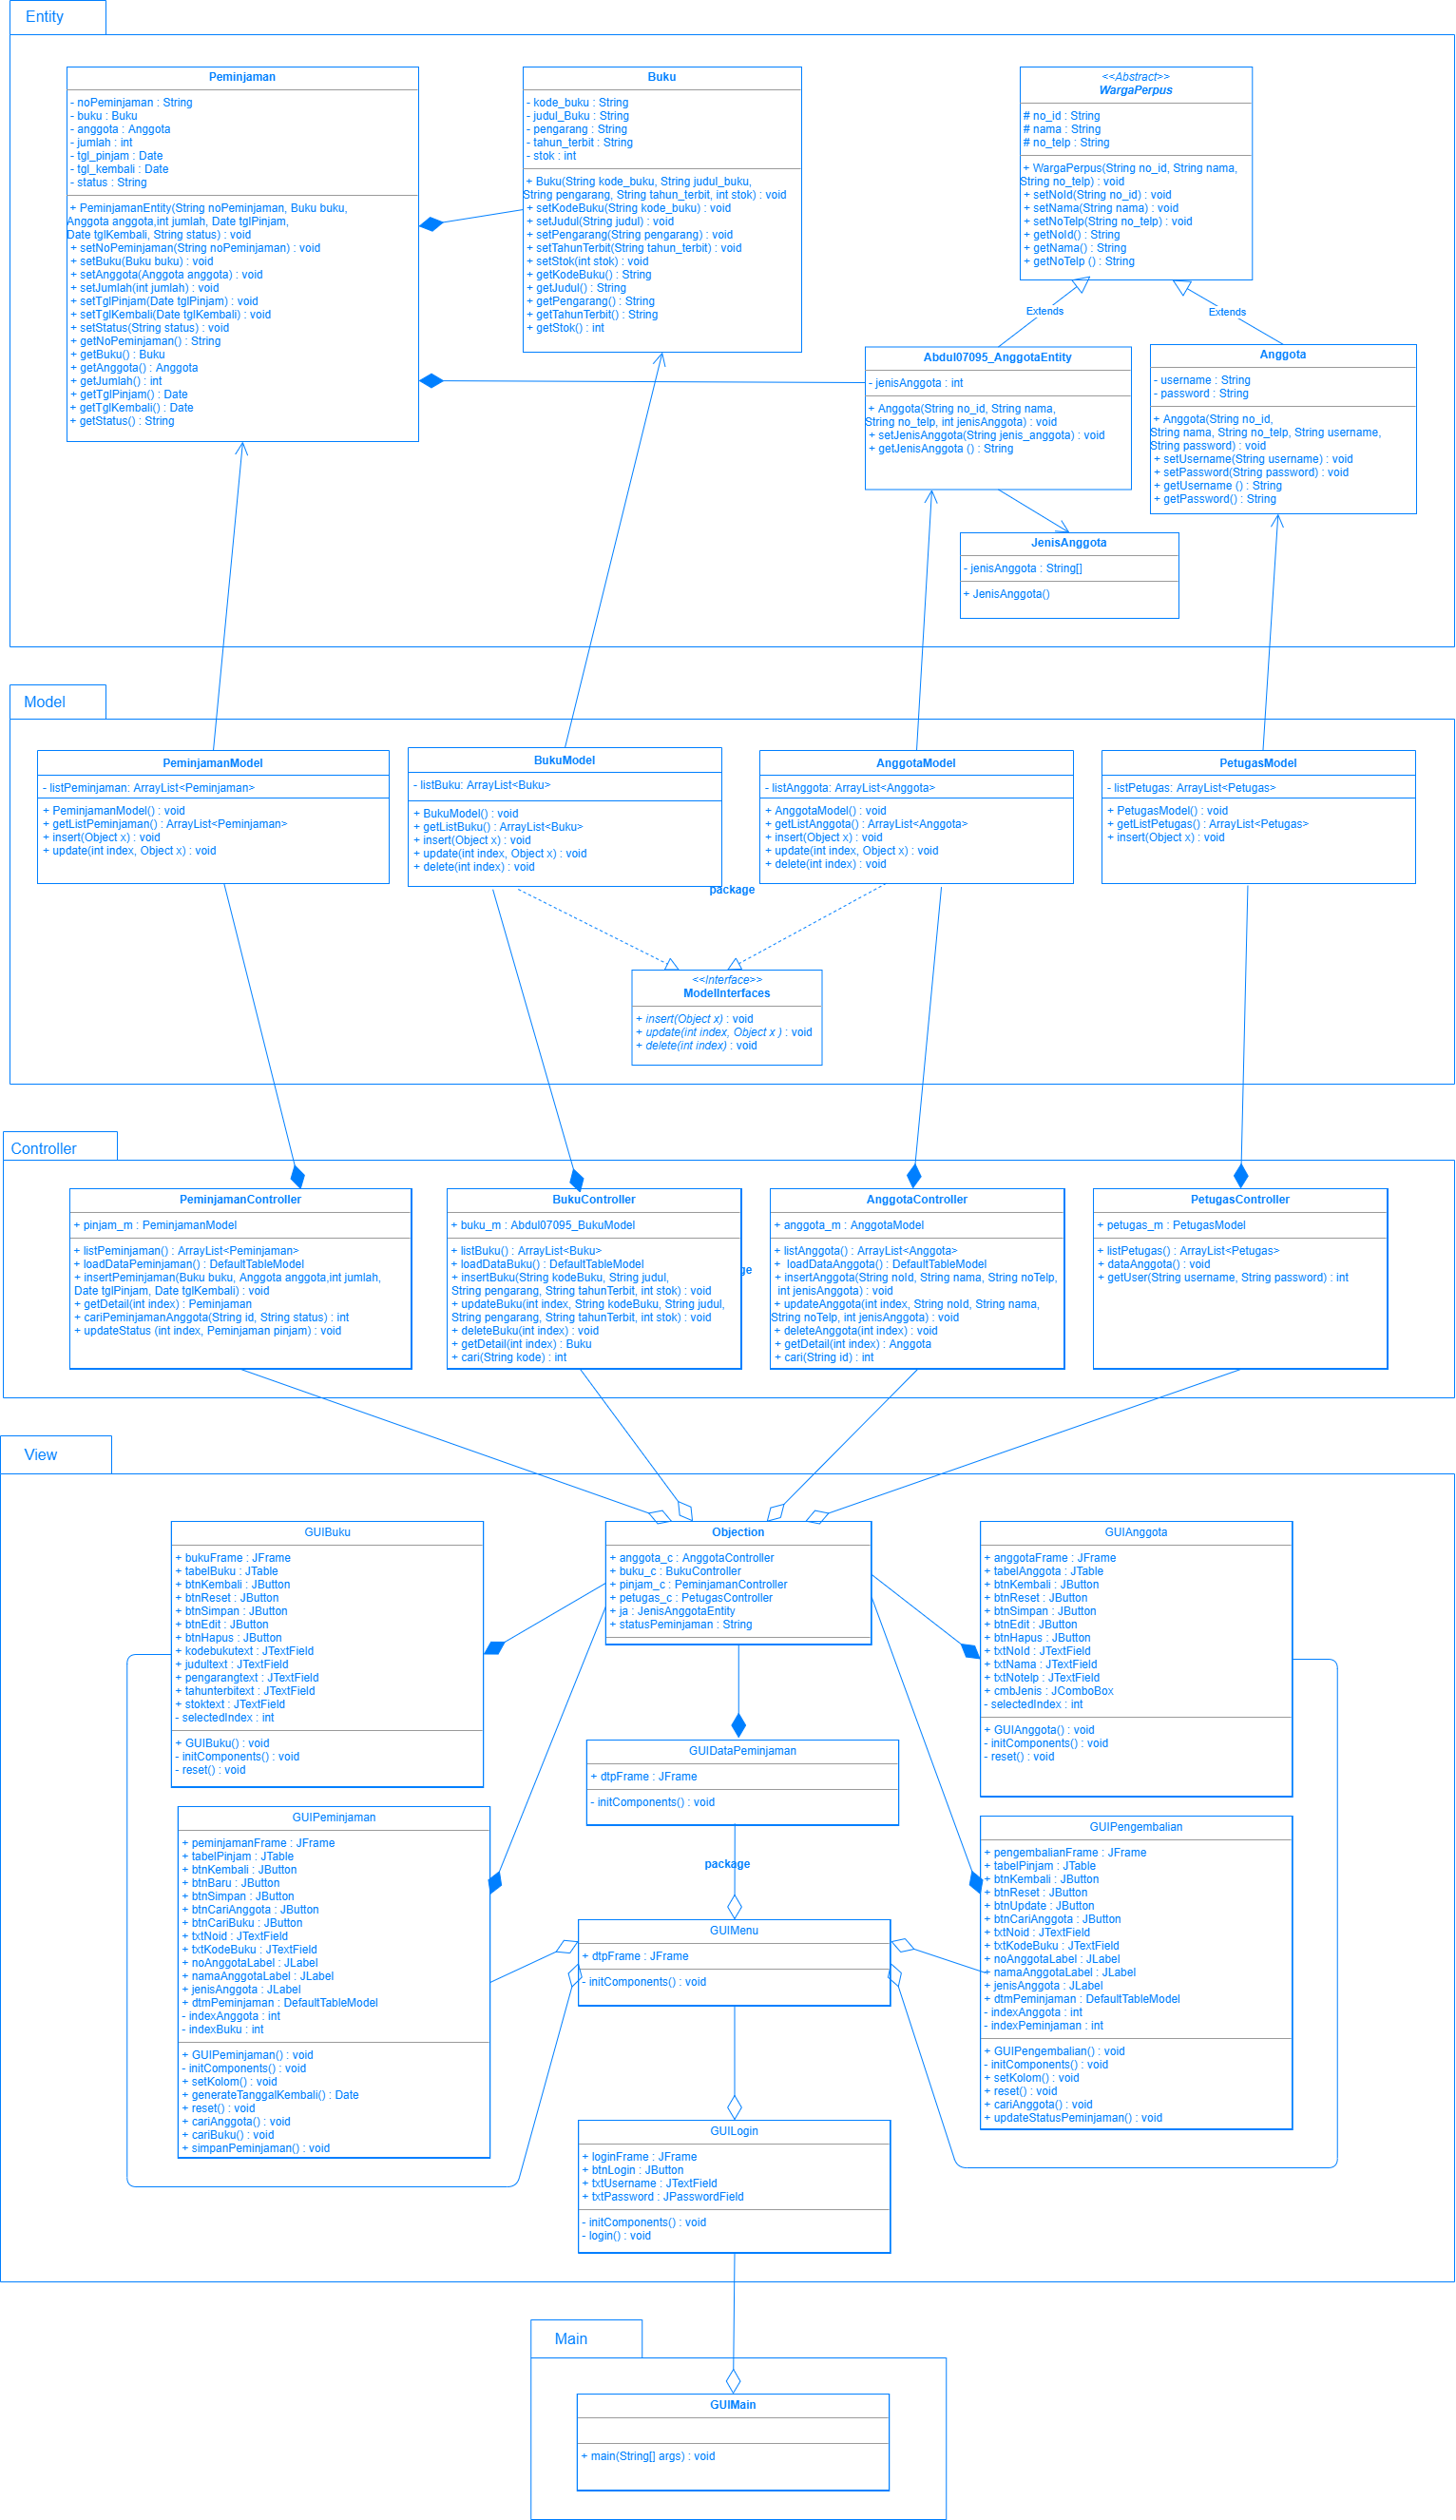 Entity
Peminjaman
- noPeminjaman : String
- buku : Buku
- anggota : Anggota
- jumlah : int
- tgl_pinjam : Date
- tgl_kembali : Date
- status : String
+ PeminjamanEntity(String noPeminjaman, Buku buku,
Anggota anggota,int jumlah, Date tglPinjam,
Date tglKembali, String status) : void
+ setNoPeminjaman(String noPeminjaman) : void
+ setBuku(Buku buku) : void
+ setAnggota(Anggota anggota) : void
+ setJumlah(int jumlah) : void
+ setTglPinjam(Date tglPinjam) : void
+ setTglKembali(Date tglKembali) : void
+ setStatus(String status) : void
+ getNoPeminjaman() : String
+ getBuku() : Buku
+ getAnggota() : Anggota
+ getJumlah() : int
+ getTglPinjam() : Date
+ getTglKembali() : Date
+ getStatus() : String
Buku
- kode_buku : String
- judul_Buku : String
- pengarang : String
- tahun_terbit : String
- stok : int
+ Buku(String kode_buku, String judul_buku,
String pengarang, String tahun_terbit, int stok) : void
+ setKodeBuku(String kode_buku) : void
+ setJudul(String judul) : void
+ setPengarang(String pengarang) : void
+ setTahunTerbit(String tahun_terbit) : void
+ setStok(int stok) : void
+ getKodeBuku() : String
+ getJudul() : String
+ getPengarang() : String
+ getTahunTerbit() : String
+ getStok() : int
<<Abstract>>
WargaPerpus
# no_id : String
# nama : String
# no_telp : String
+ WargaPerpus(String no_id, String nama,
String no_telp) : void
+ setNoId(String no_id) : void
+ setNama(String nama) : void
+ setNoTelp(String no_telp) : void
+ getNoId() : String
+ getNama() : String
+ getNoTelp () : String
Extends
Extends
Abdul07095_AnggotaEntity
- jenisAnggota : int
+ Anggota(String no_id, String nama,
String no_telp, int jenisAnggota) : void
+ setJenisAnggota(String jenis_anggota) : void
+ getJenisAnggota () : String
Anggota
- username : String
- password : String
+ Anggota(String no_id,
String nama, String no_telp, String username,
String password) : void
+ setUsername(String username) : void
+ setPassword(String password) : void
+ getUsername () : String
+ getPassword() : String
JenisAnggota
- jenisAnggota : String[]
+ JenisAnggota()
Model
PeminjamanModel
- listPeminjaman: ArrayList<Peminjaman>
+ PeminjamanModel() : void
+ getListPeminjaman() : ArrayList<Peminjaman>
+ insert(Object x) : void
+ update(int index, Object x) : void
BukuModel
- listBuku: ArrayList<Buku>
+ BukuModel() : void
+ getListBuku() : ArrayList<Buku>
+ insert(Object x) : void
+ update(int index, Object x) : void
+ delete(int index) : void
AnggotaModel
- listAnggota: ArrayList<Anggota>
+ AnggotaModel() : void
+ getListAnggota() : ArrayList<Anggota>
+ insert(Object x) : void
+ update(int index, Object x) : void
+ delete(int index) : void
PetugasModel
- listPetugas: ArrayList<Petugas>
+ PetugasModel() : void
+ getListPetugas() : ArrayList<Petugas>
+ insert(Object x) : void
package
<<Interface>>
ModelInterfaces
+ insert(Object x) : void
+ update(int index, Object x ) : void
+ delete(int index) : void
Controller
PeminjamanController
+ pinjam_m : PeminjamanModel
+ listPeminjaman() : ArrayList<Peminjaman>
+ loadDataPeminjaman() : DefaultTableModel
+ insertPeminjaman(Buku buku, Anggota anggota,int jumlah,
Date tglPinjam, Date tglKembali) : void
+ getDetail(int index) : Peminjaman
+ cariPeminjamanAnggota(String id, String status) : int
+ updateStatus (int index, Peminjaman pinjam) : void
BukuController
+ buku_m : Abdul07095_BukuModel
+ listBuku() : ArrayList<Buku>
+ loadDataBuku() : DefaultTableModel
+ insertBuku(String kodeBuku, String judul,
String pengarang, String tahunTerbit, int stok) : void
+ updateBuku(int index, String kodeBuku, String judul,
String pengarang, String tahunTerbit, int stok) : void
+ deleteBuku(int index) : void
+ getDetail(int index) : Buku
+ cari(String kode) : int
ge
AnggotaController
+ anggota_m : AnggotaModel
+ listAnggota() : ArrayList<Anggota>
+ loadDataAnggota() : DefaultTableModel
+ insertAnggota(String noId, String nama, String noTelp,
int jenisAnggota) : void
+ updateAnggota(int index, String noId, String nama,
String noTelp, int jenisAnggota) : void
+ deleteAnggota(int index) : void
+ getDetail(int index) : Anggota
+ cari(String id) : int
PetugasController
+ petugas_m : PetugasModel
+ listPetugas() : ArrayList<Petugas>
+ dataAnggota() : void
+ getUser(String username, String password) : int
View
GUIBuku
+ bukuFrame : JFrame
+ tabelBuku : JTable
+ btnKembali : JButton
+ btnReset : JButton
+ btnSimpan : JButton
+ btnEdit : JButton
+ btnHapus : JButton
+ kodebukutext : JTextField
+ judultext : JTextField
+ pengarangtext : JTextField
+ tahunterbitext : JTextField
+ stoktext : JTextField
- selectedIndex : int
+ GUIBuku() : void
- initComponents() : void
- reset() : void
Objection
+ anggota_c : AnggotaController
+ buku_c : BukuController
+ pinjam_c : PeminjamanController
+ petugas_c : PetugasController
+ ja : JenisAnggotaEntity
+ statusPeminjaman : String
GUIAnggota
+ anggotaFrame : JFrame
+ tabelAnggota : JTable
+ btnKembali : JButton
+ btnReset : JButton
+ btnSimpan : JButton
+ btnEdit : JButton
+ btnHapus : JButton
+ txtNoId : JTextField
+ txtNama : JTextField
+ txtNotelp : JTextField
+ cmbJenis : JComboBox
- selectedIndex : int
+ GUIAnggota() : void
- initComponents() : void
- reset() : void
GUIDataPeminjaman
+ dtpFrame : JFrame
- initComponents() : void
package
GUIPeminjaman
+ peminjamanFrame : JFrame
+ tabelPinjam : JTable
+ btnKembali : JButton
+ btnBaru : JButton
+ btnSimpan : JButton
+ btnCariAnggota : JButton
+ btnCariBuku : JButton
+ txtNoid : JTextField
+ txtKodeBuku : JTextField
+ noAnggotaLabel : JLabel
+ namaAnggotaLabel : JLabel
+ jenisAnggota : JLabel
+ dtmPeminjaman : DefaultTableModel
- indexAnggota : int
- indexBuku : int
+ GUIPeminjaman() : void
- initComponents() : void
+ setKolom() : void
+ generateTanggalKembali() : Date
+ reset() : void
+ cariAnggota() : void
+ cariBuku() : void
+ simpanPeminjaman() : void
GUIMenu
+ dtpFrame : JFrame
- initComponents() : void
GUIPengembalian
+ pengembalianFrame : JFrame
+ tabelPinjam : JTable
+ btnKembali : JButton
+ btnReset : JButton
+ btnUpdate : JButton
+ btnCariAnggota : JButton
+ txtNoid : JTextField
+ txtKodeBuku : JTextField
+ noAnggotaLabel : JLabel
+ namaAnggotaLabel : JLabel
+ jenisAnggota : JLabel
+ dtmPeminjaman : DefaultTableModel
- indexAnggota : int
- indexPeminjaman : int
+ GUIPengembalian() : void
- initComponents() : void
+ setKolom() : void
+ reset() : void
+ cariAnggota() : void
+ updateStatusPeminjaman() : void
GUILogin
+ loginFrame : JFrame
+ btnLogin : JButton
+ txtUsername : JTextField
+ txtPassword : JPasswordField
- initComponents() : void
- login() : void
Main
GUIMain
+ main(String[] args) : void